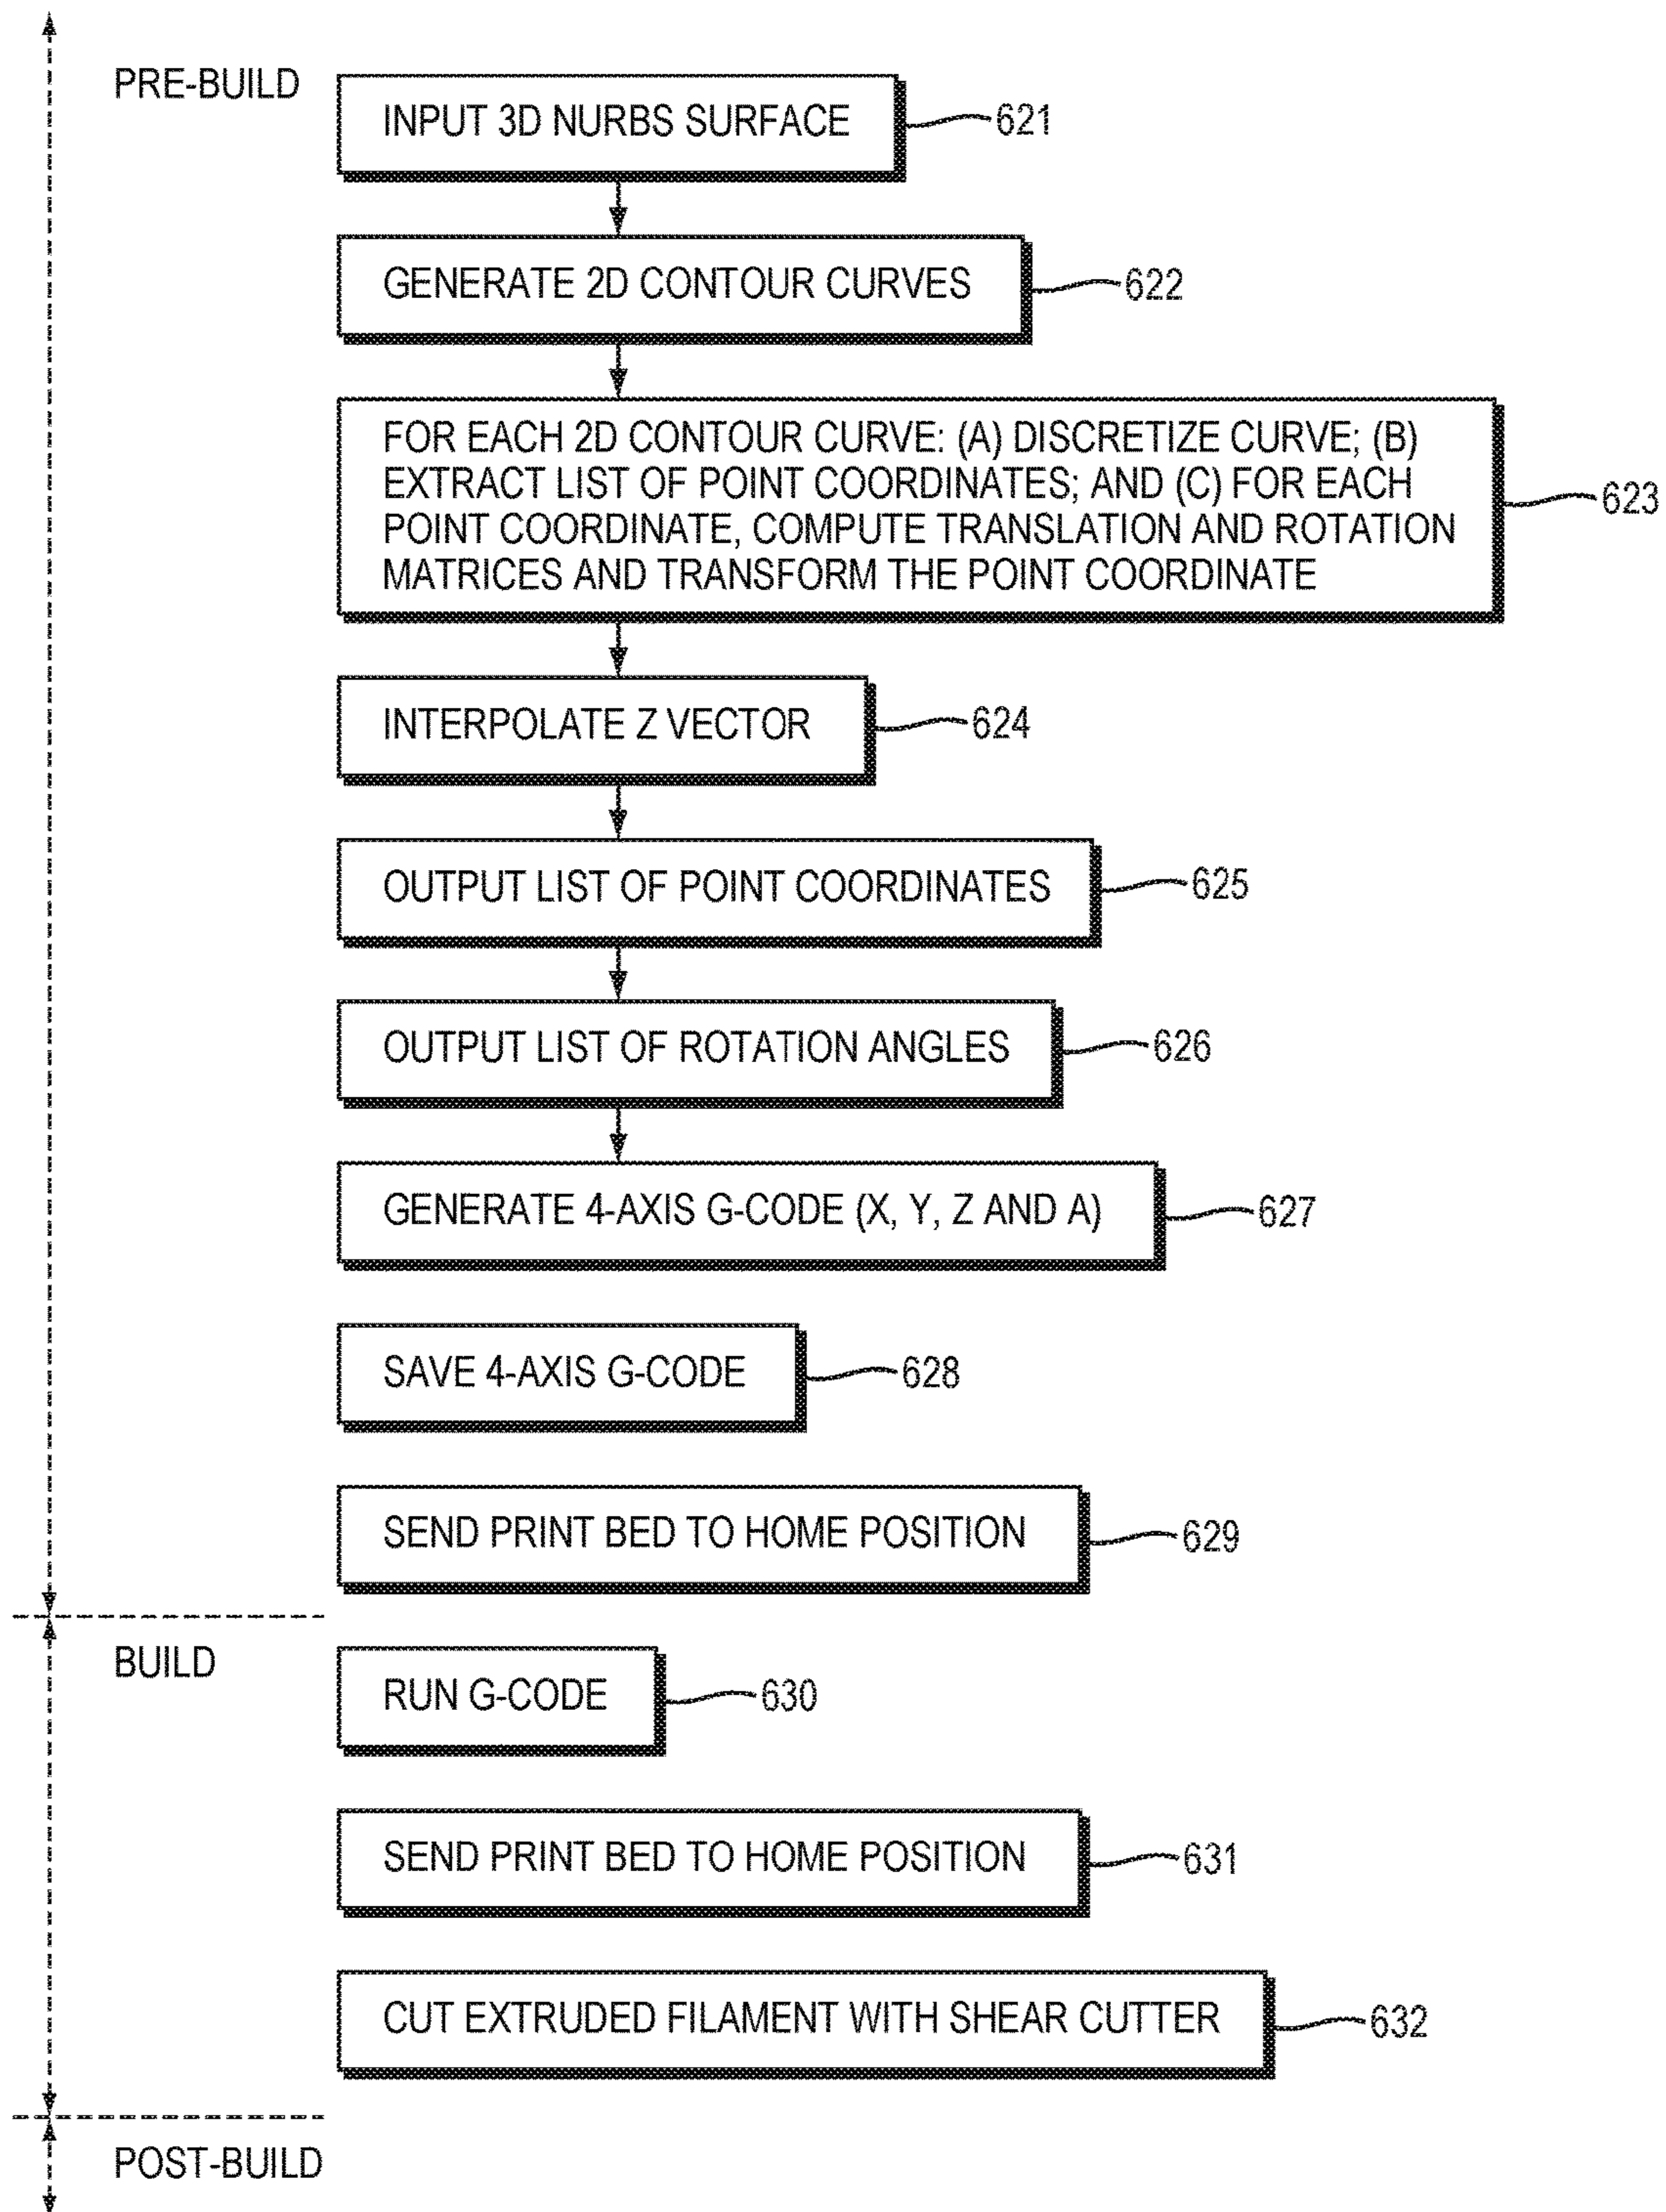 PRE-BUILD
INPUT 3D NURBS SURFACE
621
GENERATE 2D CONTOUR CURVES
622
FOR EACH 2D CONTOUR CURVE: (A) DISCRETIZE CURVE; (B)
EXTRACT LIST OF POINT COORDINATES; AND (C) FOR EACH
POINT COORDINATE, COMPUTE TRANSLATION AND ROTATION
MATRICES AND TRANSFORM THE POINT COORDINATE
623
INTERPOLATE Z VECTOR
624
OUTPUT LIST OF POINT COORDINATES
625
OUTPUT LIST OF ROTATION ANGLES
626
GENERATE 4-AXIS G-CODE (X, Y, Z AND A)
627
SAVE 4-AXIS G-CODE
628
SEND PRINT BED TO HOME POSITION
629
BUILD
RUN G-CODE
630
SEND PRINT BED TO HOME POSITION
631
CUT EXTRUDED FILAMENT WITH SHEAR CUTTER
632
POST-BUILD